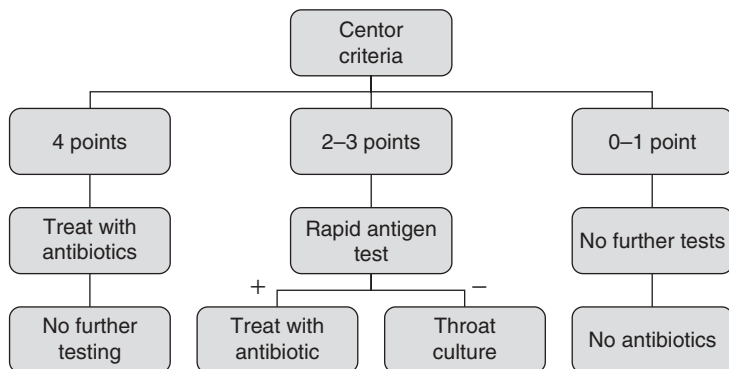 Centor
criteria
4 points
2–3 points
0–1 point
Treat with
antibiotics
Rapid antigen
test
No further tests
+
−
No further
testing
Treat with
antibiotic
Throat
culture
No antibiotics